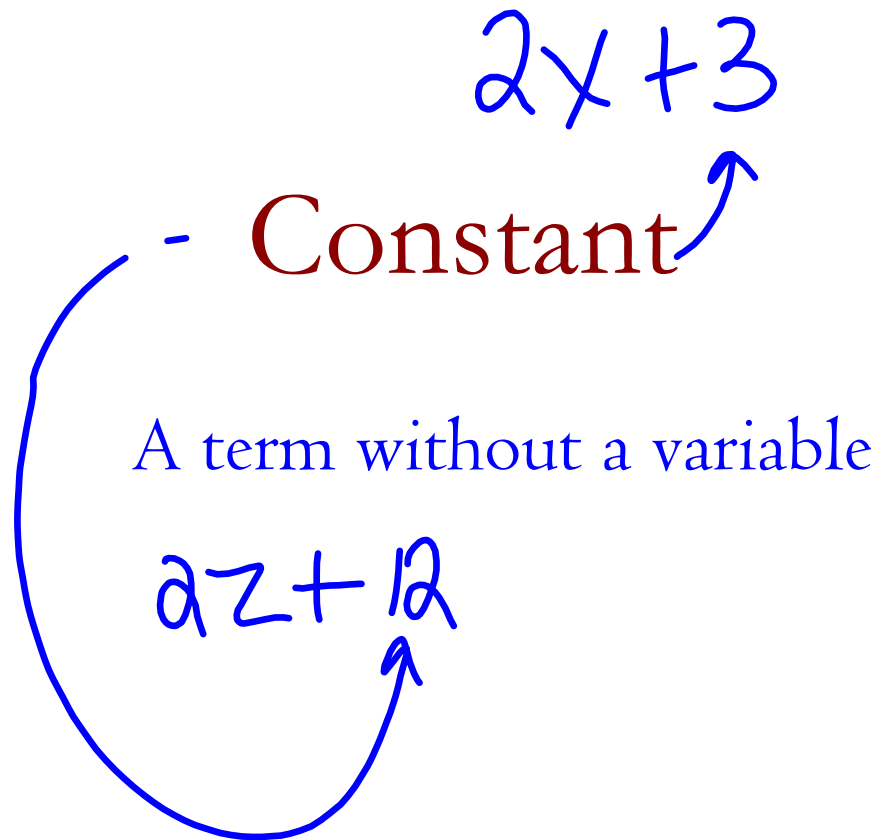 2x+3
- Constant
A term without a variable
2z+12